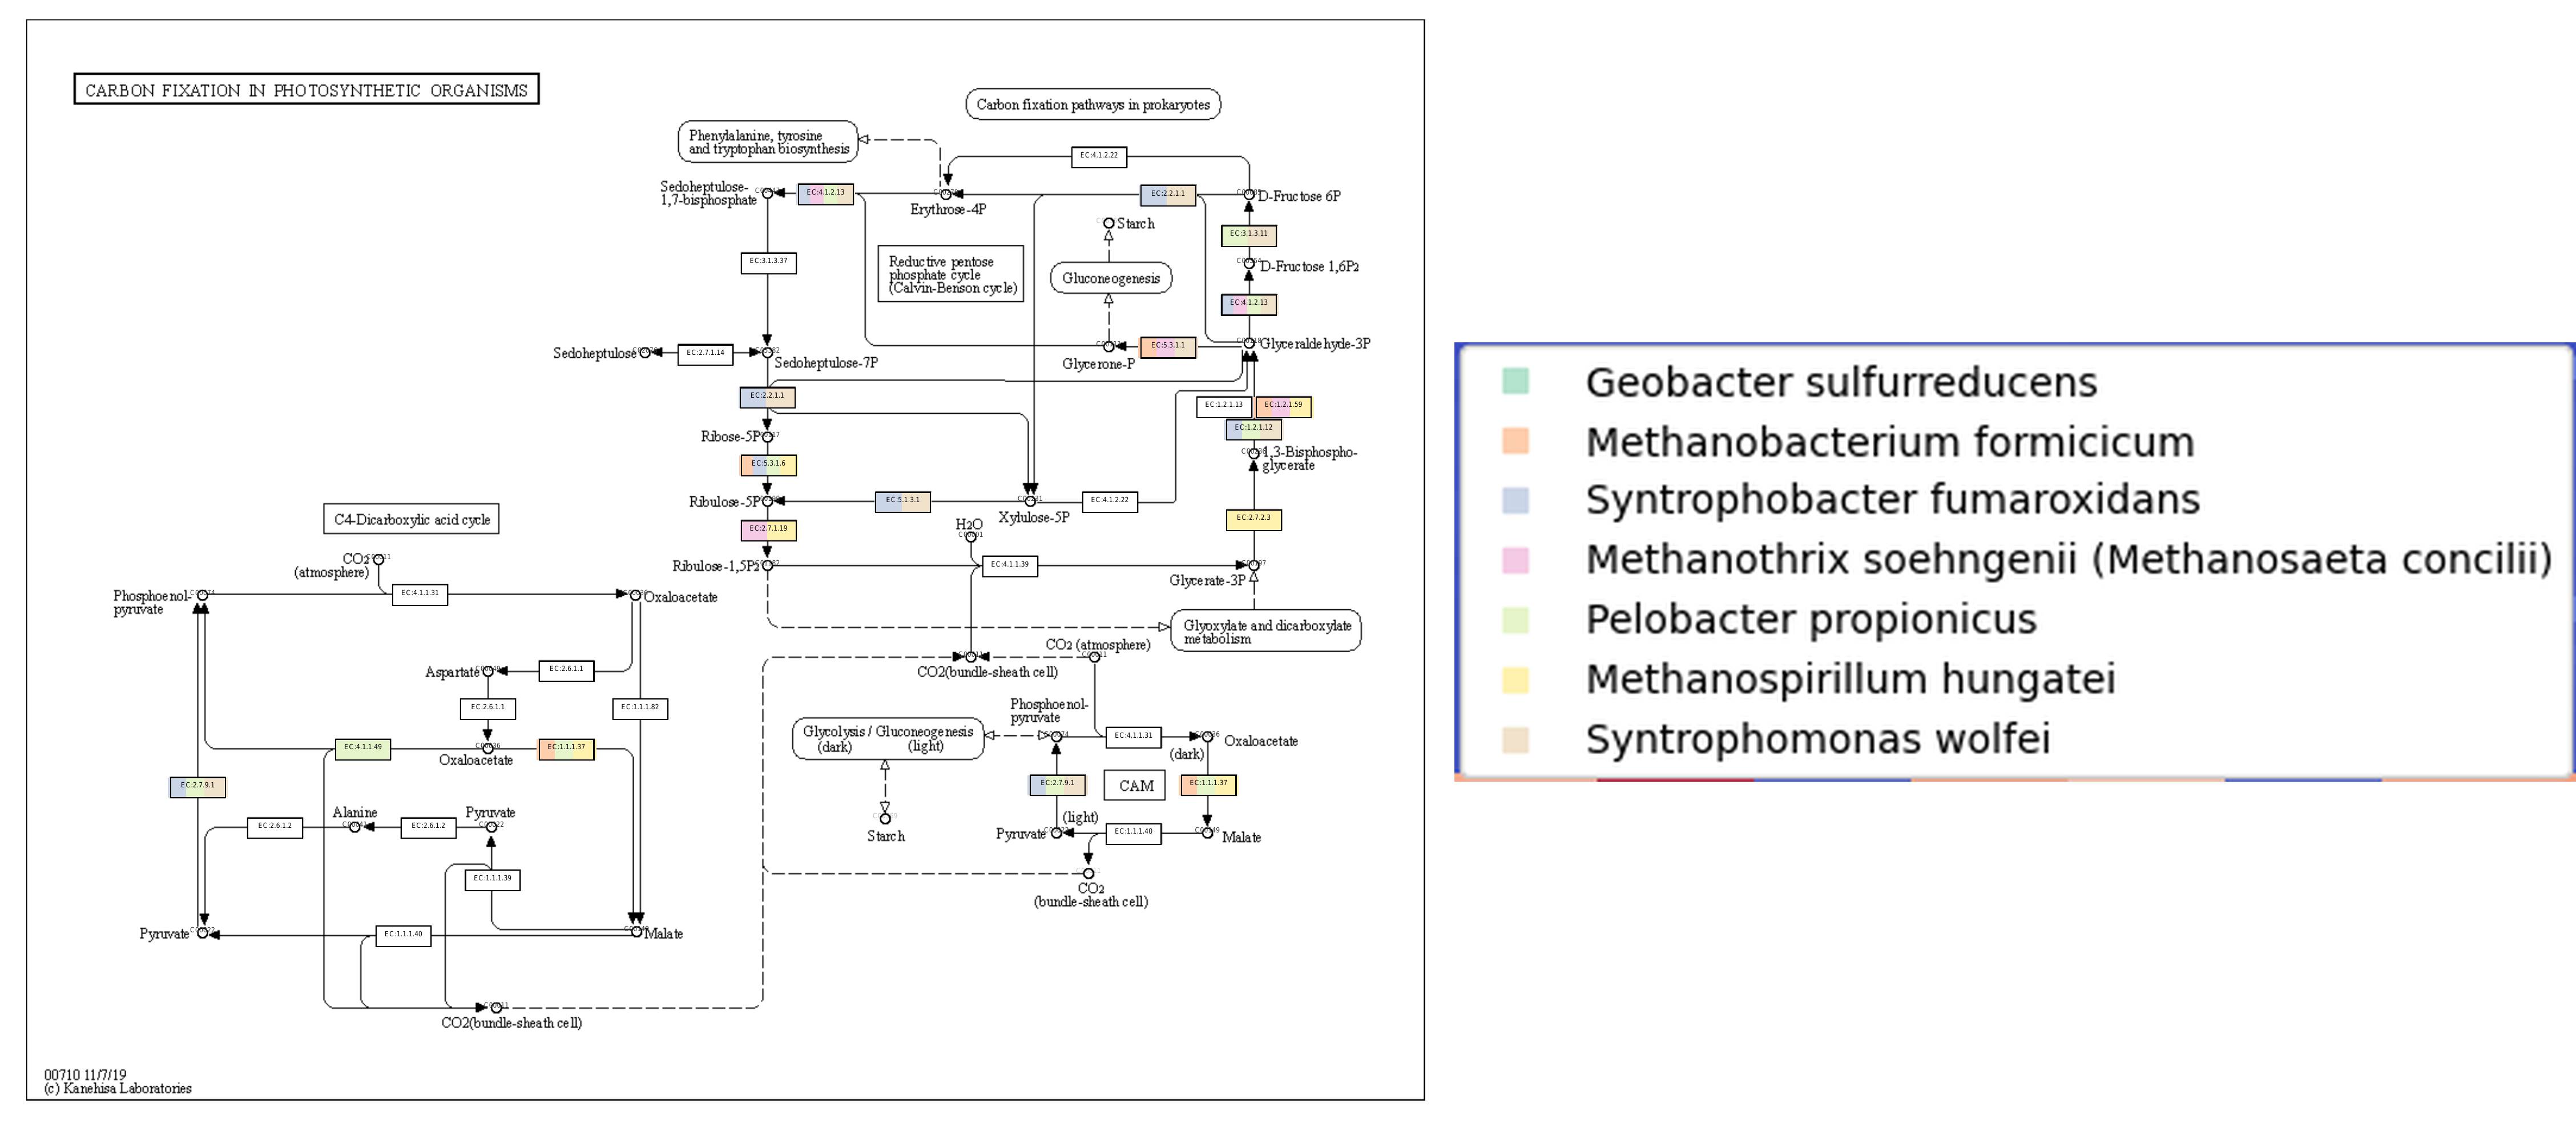 CARBON FIXATION IN PHOTOSYNTHETIC ORGANISMS
Carbon fixation pathways in prokaryotes
Phenylalanine, tyrosine
and tryptophan biosynthesis
EC:4.1.2.22
Sedoheptulose-
1,7-bisphosphate
EC:4.1.2.13
Erythrose-4P
EC:2.2.1.1
D-Fructose 6P
Starch
EC:3.1.3.11
EC:3.1.3.37
Reductive pentose
phosphate cycle
(Calvin-Benson cycle)
Gluconeogenesis
D-Fructose 1,6P2
EC:4.1.2.13
Sedoheptulose
EC:2.7.1.14
Sedoheptulose-7P
Glycerone-P
EC:5.3.1.1
Glyceraldehyde-3P
EC:2.2.1.1
EC:1.2.1.13
EC:1.2.1.59
EC:1.2.1.12
Ribose-5P
1,3-Bisphospho-
glycerate
EC:5.3.1.6
Ribulose-5P
EC:5.1.3.1
Xylulose-5P
EC:4.1.2.22
C4-Dicarboxylic acid cycle
EC:2.7.1.19
H2O
EC:2.7.2.3
CO2
(atmosphere)
Ribulose-1,5P2
EC:4.1.1.39
Glycerate-3P
Phosphoenol-
pyruvate
EC:4.1.1.31
Oxaloacetate
Glyoxylate and dicarboxylate
metabolism
CO2 (atmosphere)
CO2(bundle-sheath cell)
Aspartate
EC:2.6.1.1
EC:2.6.1.1
EC:1.1.1.82
Phosphoenol-
pyruvate
Glycolysis / Gluconeogenesis
(dark) (light)
EC:4.1.1.31
Oxaloacetate
(dark)
EC:4.1.1.49
Oxaloacetate
EC:1.1.1.37
EC:2.7.9.1
EC:2.7.9.1
CAM
EC:1.1.1.37
Alanine
Pyruvate
EC:2.6.1.2
EC:2.6.1.2
(light)
Starch
Pyruvate
EC:1.1.1.40
Malate
EC:1.1.1.39
CO2
(bundle-sheath cell)
Pyruvate
EC:1.1.1.40
Malate
CO2(bundle-sheath cell)
00710 11/7/19
(c) Kanehisa Laboratories
Geobacter sulfurreducens
Methanobacterium formicicum
Syntrophobacter fumaroxidans
Methanothrix soehngenii (Methanosaeta concilii)
Pelobacter propionicus
Methanospirillum hungatei
Syntrophomonas wolfei